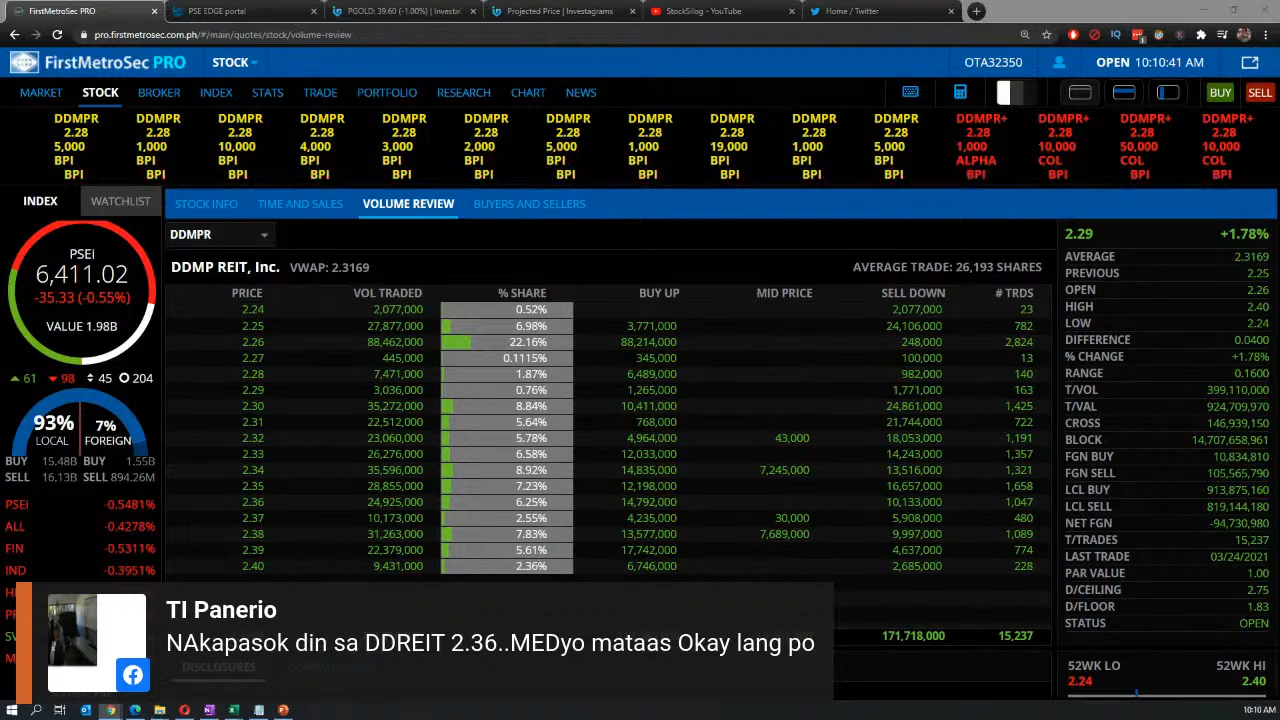 FirstMetroSec PRO
PSE EDGE portal
PGOLD: 39.60 (-1.00%) | Investa
Projected Price | Investagrams
StockSilog - YouTube
Home / Twitter
pro.firstmetrosec.com.ph/#/main/quotes/stock/volume-review
FirstMetroSec PRO STOCK OTA32350 OPEN 10:10:41 AM
MARKET STOCK BROKER INDEX STATS TRADE PORTFOLIO RESEARCH CHART NEWS BUY SELL
DDMPR DDMPR DDMPR DDMPR DDMPR DDMPR DDMPR DDMPR DDMPR DDMPR DDMPR DDMPR+ DDMPR+ DDMPR+ DDMPR+
2.28 2.28 2.28 2.28 2.28 2.28 2.28 2.28 2.28 2.28 2.28 2.28 2.28 2.28 2.28
5,000 1,000 10,000 4,000 3,000 2,000 5,000 1,000 19,000 1,000 5,000 1,000 10,000 50,000 10,000
BPI BPI BPI BPI BPI BPI BPI BPI BPI BPI BPI ALPHA COL COL COL
BPI BPI BPI BPI BPI BPI BPI BPI BPI BPI BPI BPI BPI BPI BPI
INDEX WATCHLIST
PSEI
6,411.02
-35.33 (-0.55%)
VALUE 1.98B
61 98 45 204
93% 7%
LOCAL FOREIGN
BUY 15.48B BUY 1.55B
SELL 16.13B SELL 894.26M
PSEI -0.5481%
ALL -0.4278%
FIN -0.5311%
IND -0.3951%
STOCK INFO TIME AND SALES VOLUME REVIEW BUYERS AND SELLERS
DDMPR
DDMP REIT, Inc. VWAP: 2.3169 AVERAGE TRADE: 26,193 SHARES
PRICE VOL TRADED % SHARE BUY UP MID PRICE SELL DOWN # TRDS
2.24 2,077,000 0.52% 2,077,000 23
2.25 27,877,000 6.98% 3,771,000 24,106,000 782
2.26 88,462,000 22.16% 88,214,000 248,000 2,824
2.27 445,000 0.1115% 345,000 100,000 13
2.28 7,471,000 1.87% 6,489,000 982,000 140
2.29 3,036,000 0.76% 1,265,000 1,771,000 163
2.30 35,272,000 8.84% 10,411,000 24,861,000 1,425
2.31 22,512,000 5.64% 768,000 21,744,000 722
2.32 23,060,000 5.78% 4,964,000 43,000 18,053,000 1,191
2.33 26,276,000 6.58% 12,033,000 14,243,000 1,357
2.34 35,596,000 8.92% 14,835,000 7,245,000 13,516,000 1,321
2.35 28,855,000 7.23% 12,198,000 16,657,000 1,658
2.36 24,925,000 6.25% 14,792,000 10,133,000 1,047
2.37 10,173,000 2.55% 4,235,000 30,000 5,908,000 480
2.38 31,263,000 7.83% 13,577,000 7,689,000 9,997,000 1,089
2.39 22,379,000 5.61% 17,742,000 4,637,000 774
2.40 9,431,000 2.36% 6,746,000 2,685,000 228
171,718,000 15,237
DISCLOSURES
2.29 +1.78%
AVERAGE 2.3169
PREVIOUS 2.25
OPEN 2.26
HIGH 2.40
LOW 2.24
DIFFERENCE 0.0400
% CHANGE +1.78%
RANGE 0.1600
T/VOL 399,110,000
T/VAL 924,709,970
CROSS 146,939,150
BLOCK 14,707,658,961
FGN BUY 10,834,810
FGN SELL 105,565,790
LCL BUY 913,875,160
LCL SELL 819,144,180
NET FGN -94,730,980
T/TRADES 15,237
LAST TRADE 03/24/2021
PAR VALUE 1.00
D/CEILING 2.75
D/FLOOR 1.83
STATUS OPEN
52WK LO 52WK HI
2.24 2.40
TI Panerio
NAkapasok din sa DDREIT 2.36..MEDyo mataas Okay lang po
10:10 AM